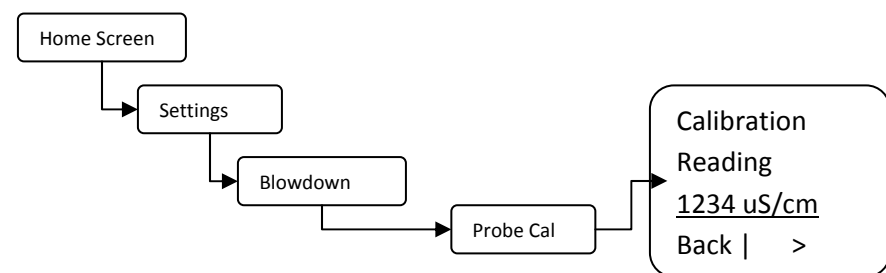 Home Screen
Settings
Blowdown
Probe Cal
Calibration
Reading
1234 uS/cm
Back |    >